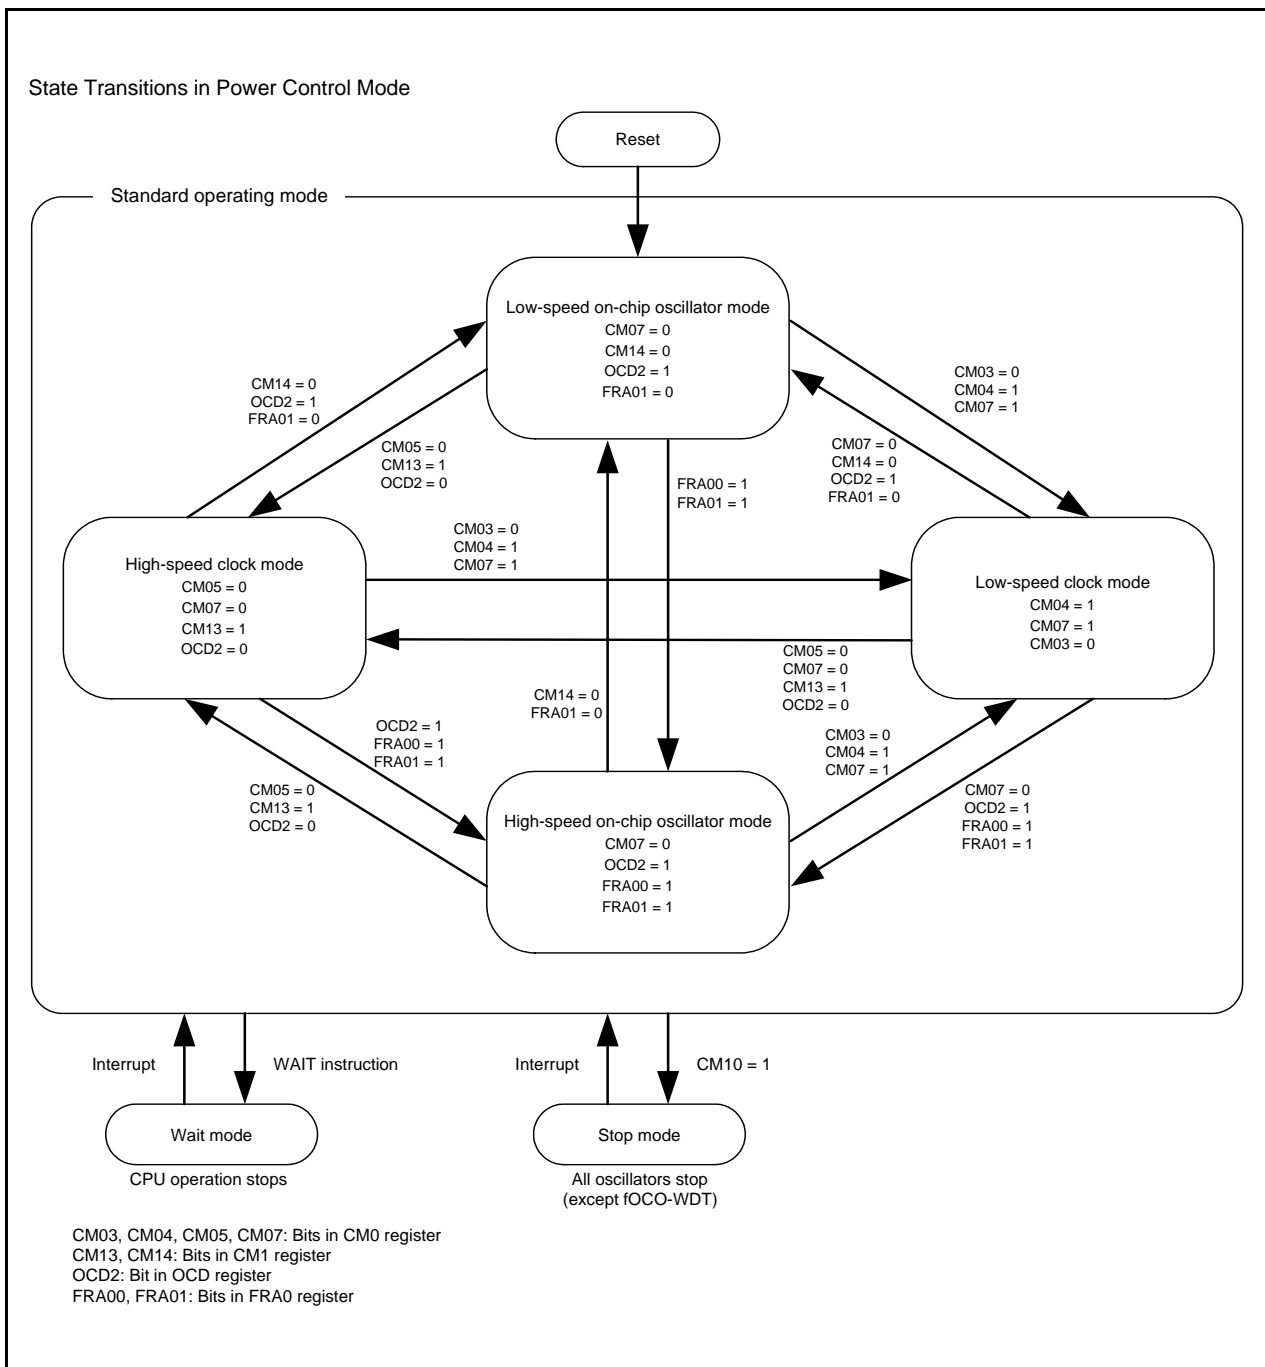 State Transitions in Power Control Mode
Reset
Standard operating mode
Low-speed on-chip oscillator mode
CM07 = 0
CM14 = 0
OCD2 = 1
FRA01 = 0
CM14 = 0
OCD2 = 1
FRA01 = 0
CM05 = 0
CM13 = 1
OCD2 = 0
CM03 = 0
CM04 = 1
CM07 = 1
CM07 = 0
CM14 = 0
OCD2 = 1
FRA01 = 0
FRA00 = 1
FRA01 = 1
High-speed clock mode
CM05 = 0
CM07 = 0
CM13 = 1
OCD2 = 0
CM03 = 0
CM04 = 1
CM07 = 1
Low-speed clock mode
CM04 = 1
CM07 = 1
CM03 = 0
CM05 = 0
CM07 = 0
CM13 = 1
OCD2 = 0
CM14 = 0
FRA01 = 0
OCD2 = 1
FRA00 = 1
FRA01 = 1
CM05 = 0
CM13 = 1
OCD2 = 0
CM03 = 0
CM04 = 1
CM07 = 1
CM07 = 0
OCD2 = 1
FRA00 = 1
FRA01 = 1
High-speed on-chip oscillator mode
CM07 = 0
OCD2 = 1
FRA00 = 1
FRA01 = 1
Interrupt
WAIT instruction
Interrupt
CM10 = 1
Wait mode
Stop mode
CPU operation stops
All oscillators stop
(except fOCO-WDT)
CM03, CM04, CM05, CM07: Bits in CM0 register
CM13, CM14: Bits in CM1 register
OCD2: Bit in OCD register
FRA00, FRA01: Bits in FRA0 register